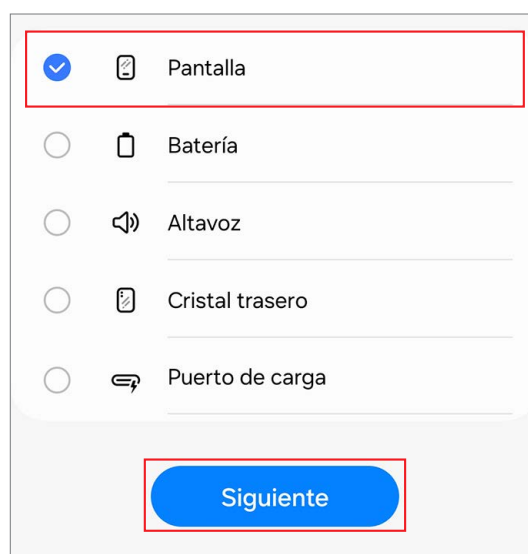 Pantalla
Batería
Altavoz
Cristal trasero
Puerto de carga
Siguiente